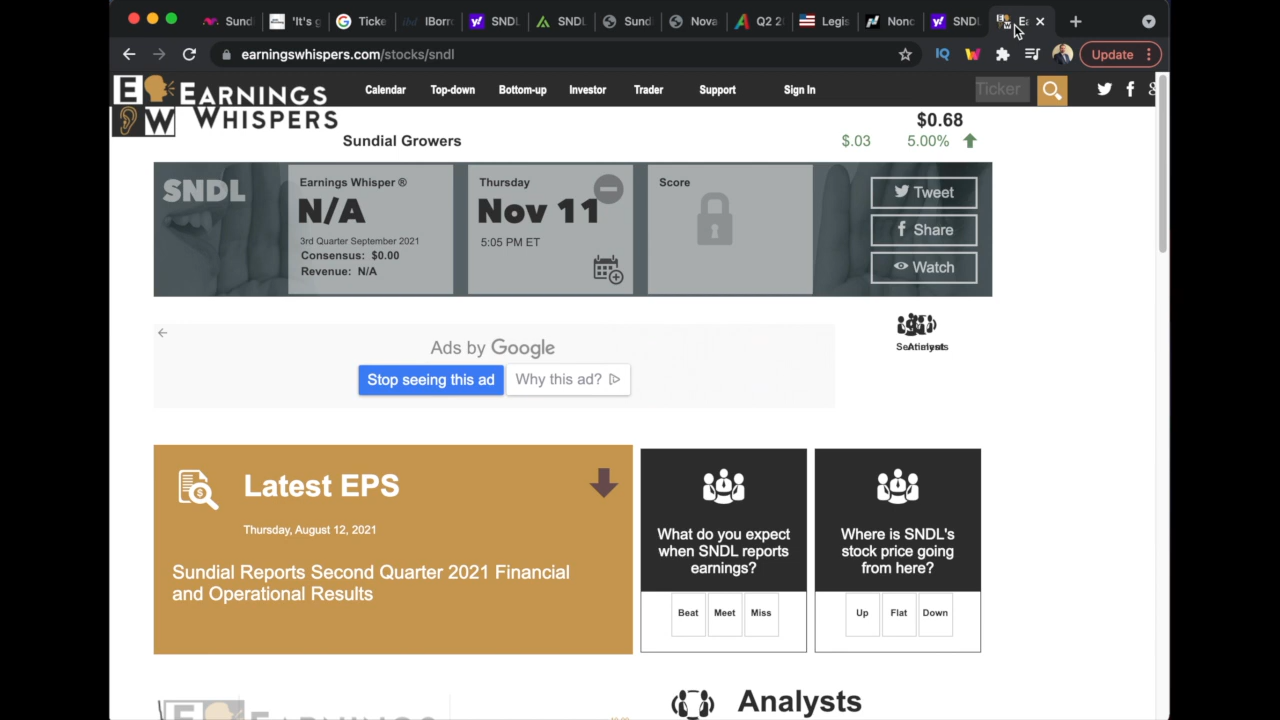 Sundi
"It's g
Ticke
IBorro
SNDL
SNDL
Sundi
Nova
Q2 2
Legis
Nonc
SNDL
Ea
earningswhispers.com/stocks/sndl
IQ
W
Update
E
W
EARNINGS
WHISPERS
Calendar
Top-down
Bottom-up
Investor
Trader
Support
Sign In
Ticker
Sundial Growers
$0.68
$.03
5.00%
SNDL
Earnings Whisper ®
N/A
3rd Quarter September 2021
Consensus: $0.00
Revenue: N/A
Thursday
Nov 11
5:05 PM ET
Score
Tweet
Share
Watch
Ads by Google
Stop seeing this ad
Why this ad?
Latest EPS
Thursday, August 12, 2021
Sundial Reports Second Quarter 2021 Financial
and Operational Results
What do you expect
when SNDL reports
earnings?
Beat
Meet
Miss
Where is SNDL's
stock price going
from here?
Up
Flat
Down
Analysts